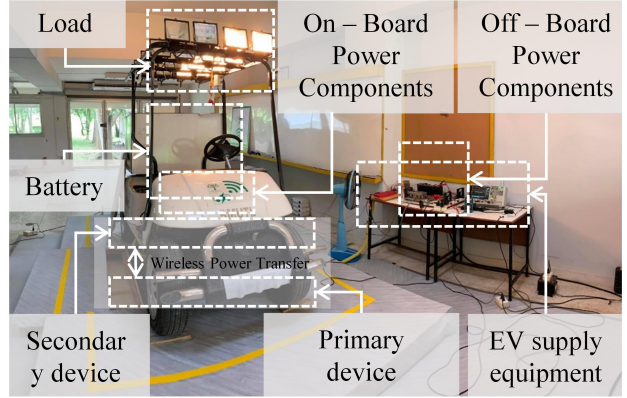 Load
On – Board
Power
Components
Off – Board
Power
Components
Battery
Wireless Power Transfer
Secondar
y device
Primary
device
EV supply
equipment